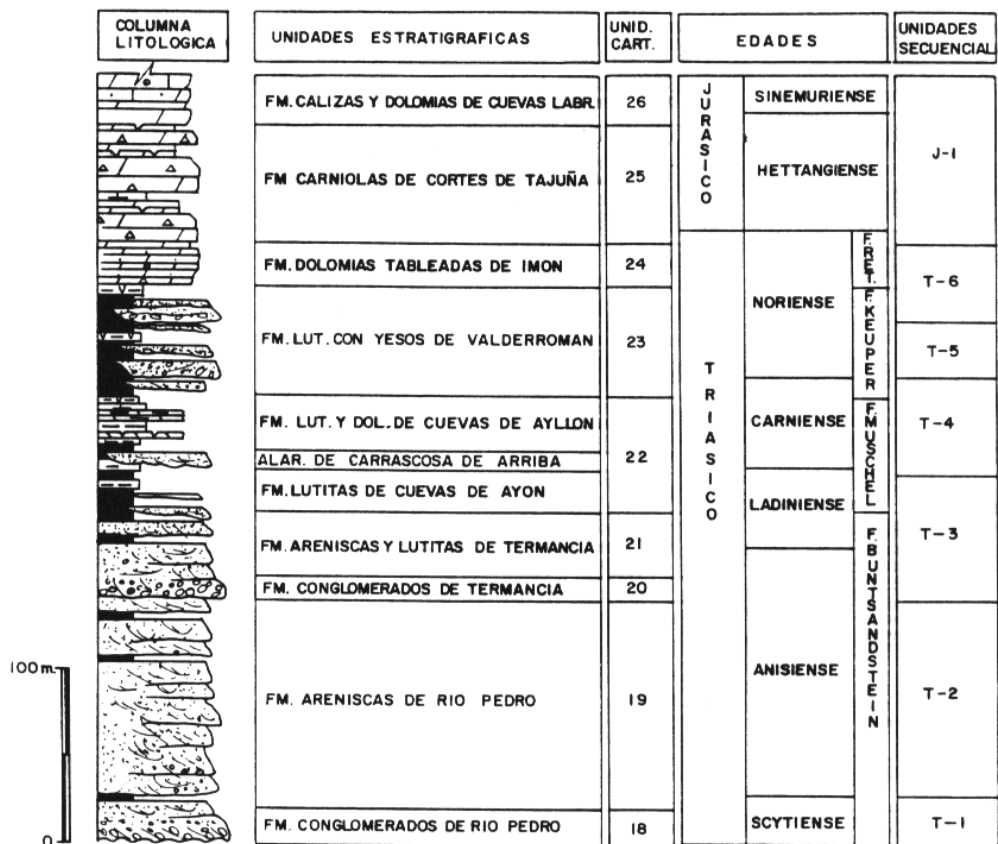 COLUMNA
LITOLOGICA
UNIDADES ESTRATIGRAFICAS
UNID.
CART.
EDADES
UNIDADES
SECUENCIAL
FM. CALIZAS Y DOLOMIAS DE CUEVAS LABR.
26
JURASICO
SINEMURIENSE
J-1
FM CARNIOLAS DE CORTES DE TAJUÑA
25
HETTANGIENSE
FM. DOLOMIAS TABLEADAS DE IMON
24
TRIASICO
NORIENSE
F.RET.
T-6
FM. LUT. CON YESOS DE VALDERROMAN
23
F.KEUPER
T-5
FM. LUT. Y DOL. DE CUEVAS DE AYLLON
22
CARNIENSE
F.MUSCHEL
T-4
ALAR. DE CARRASCOSA DE ARRIBA
FM. LUTITAS DE CUEVAS DE AYON
LADINIENSE
T-3
FM. ARENISCAS Y LUTITAS DE TERMANCIA
21
F.BUNTSANDSTEIN
FM. CONGLOMERADOS DE TERMANCIA
20
ANISIENSE
FM. ARENISCAS DE RIO PEDRO
19
T-2
FM. CONGLOMERADOS DE RIO PEDRO
18
SCYTIENSE
T-1
100 m.
0